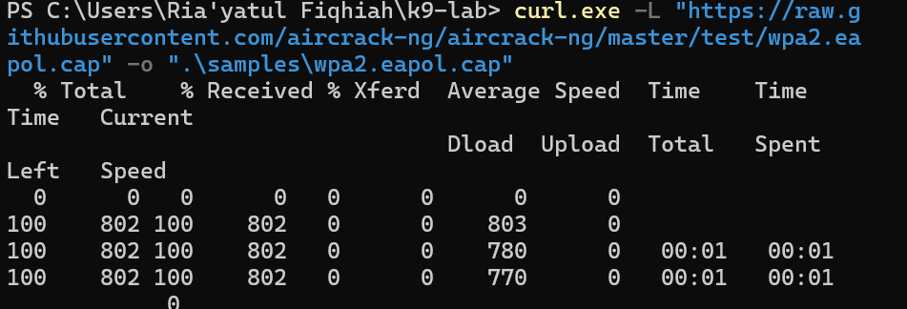 PS C:\Users\Ria'yatul Fiqhiah\k9-lab> curl.exe -L "https://raw.g
ithubusercontent.com/aircrack-ng/aircrack-ng/master/test/wpa2.ea
pol.cap" -o ".\samples\wpa2.eapol.cap"
% Total % Received % Xferd Average Speed Time Time
Time Current
Dload Upload Total Spent
Left Speed
0 0 0 0 0 0 0 0
100 802 100 802 0 0 803 0
100 802 100 802 0 0 780 0 00:01 00:01
100 802 100 802 0 0 770 0 00:01 00:01
0